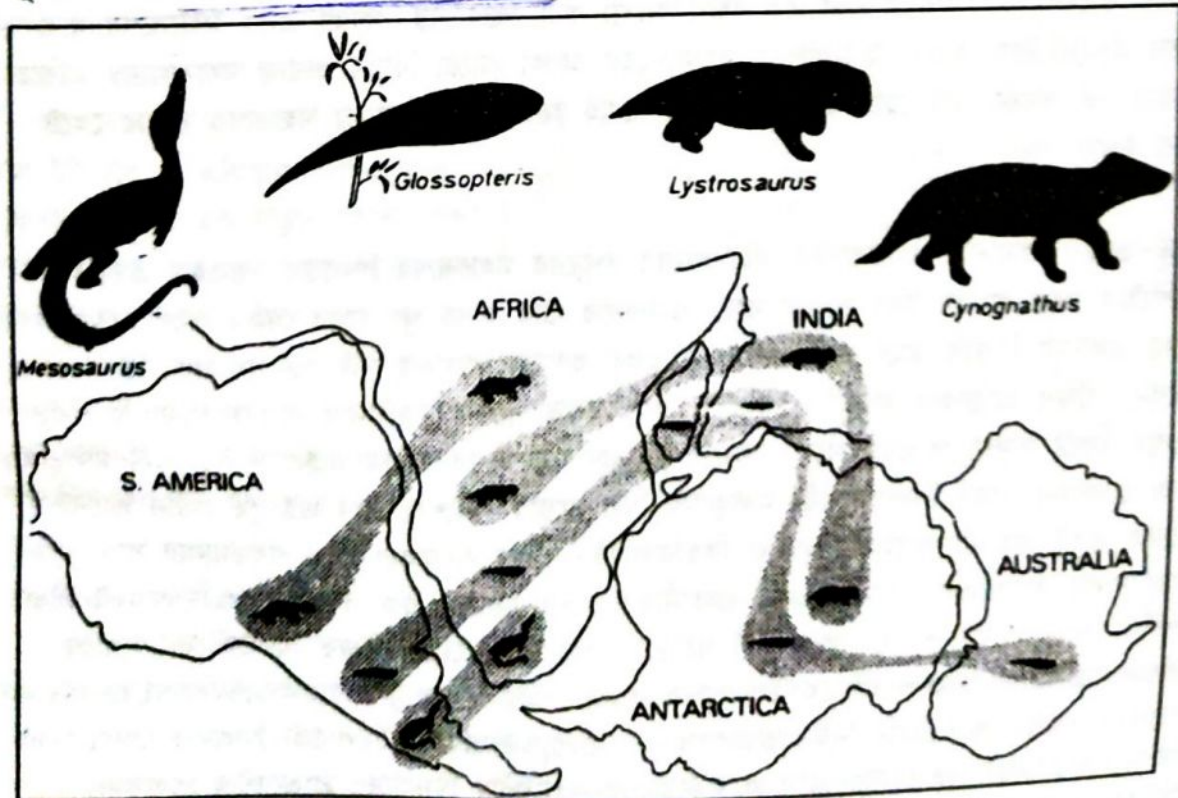 Glossopteris
Lystrosaurus
Cynognathus
Mesosaurus
AFRICA
INDIA
S. AMERICA
AUSTRALIA
ANTARCTICA